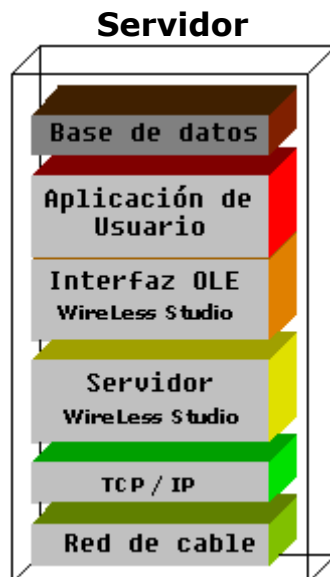 Servidor
Base de datos
Aplicación de
Usuario
Interfaz OLE
WireLess Studio
Servidor
WireLess Studio
TCP / IP
Red de cable